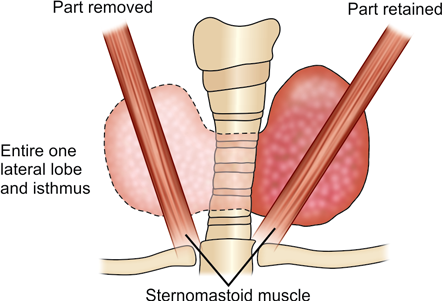 Part removed
Part retained
Entire one
lateral lobe
and isthmus
Sternomastoid muscle